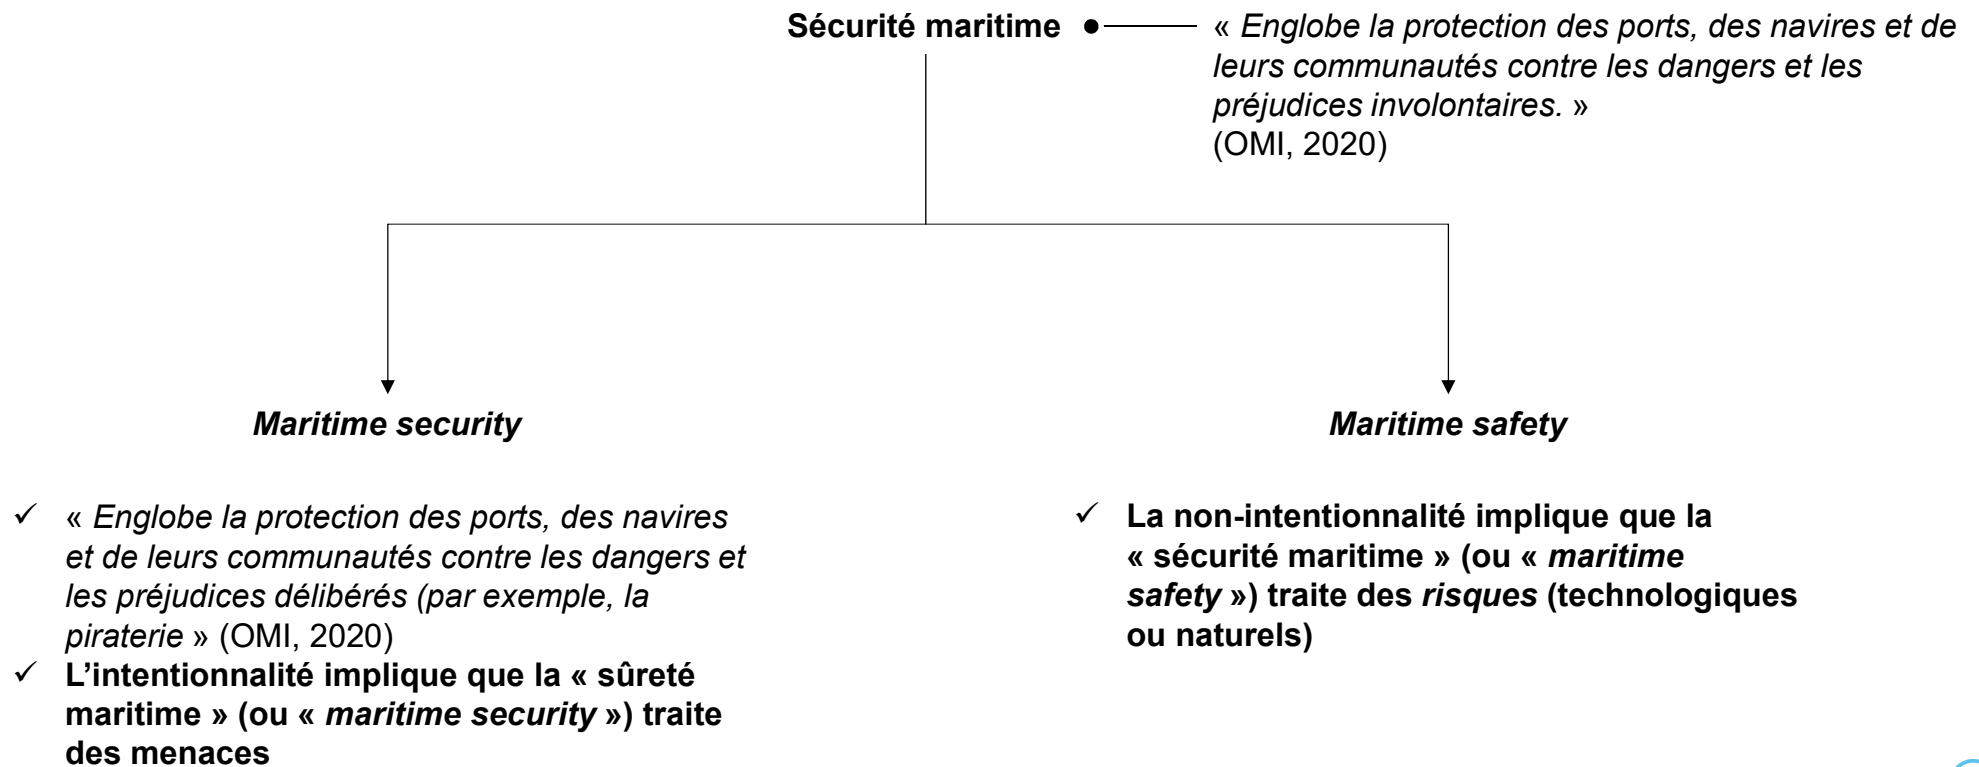 Sécurité maritime
« Englobe la protection des ports, des navires et de
leurs communautés contre les dangers et les
préjudices involontaires. »
(OMI, 2020)
Maritime security
✓ « Englobe la protection des ports, des navires
et de leurs communautés contre les dangers et
les préjudices délibérés (par exemple, la
piraterie » (OMI, 2020)
✓ L’intentionnalité implique que la « sûreté
maritime » (ou « maritime security ») traite
des menaces
Maritime safety
✓ La non-intentionnalité implique que la
« sécurité maritime » (ou « maritime
safety ») traite des risques (technologiques
ou naturels)